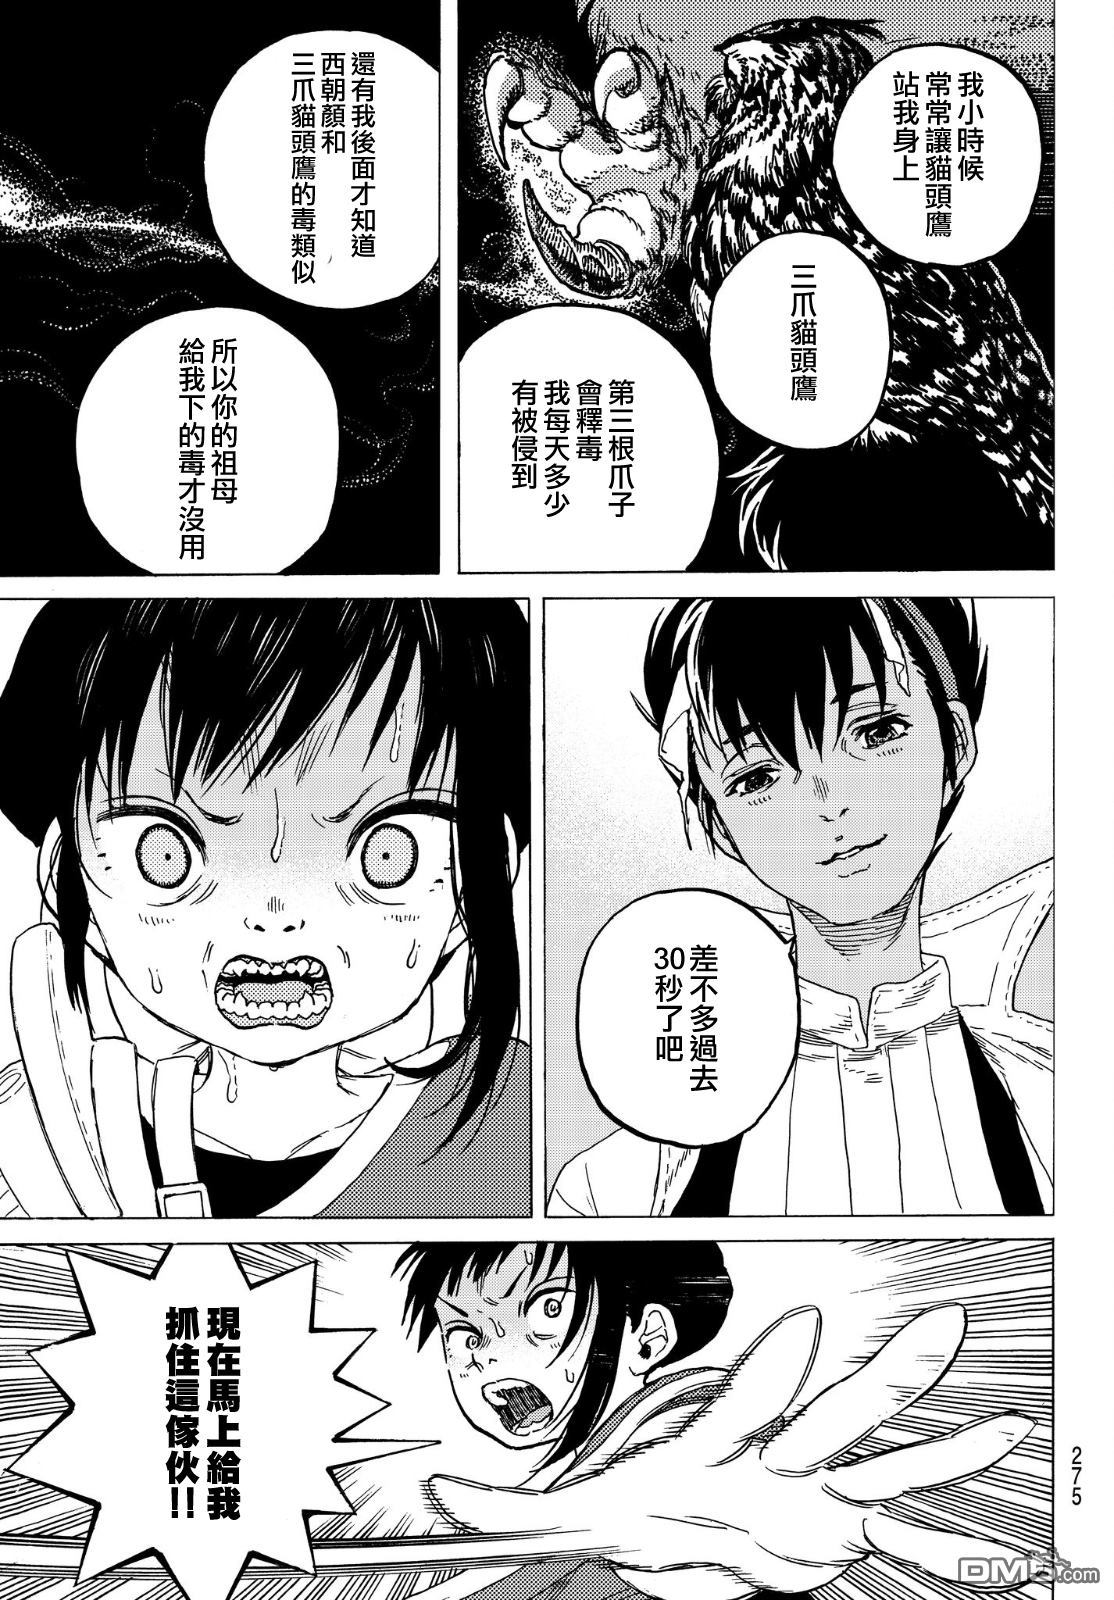 我小時候
常常讓貓頭鷹
站我身上
三爪貓頭鷹
第三根爪子
會釋毒
我每天多少
有被侵到
還有我後面才知道
西朝顏和
三爪貓頭鷹的毒類似
所以你的祖母
給我下的毒才沒用
差不多過去
30秒了吧
現在馬上給我
抓住這傢伙!!
275
DM5.com